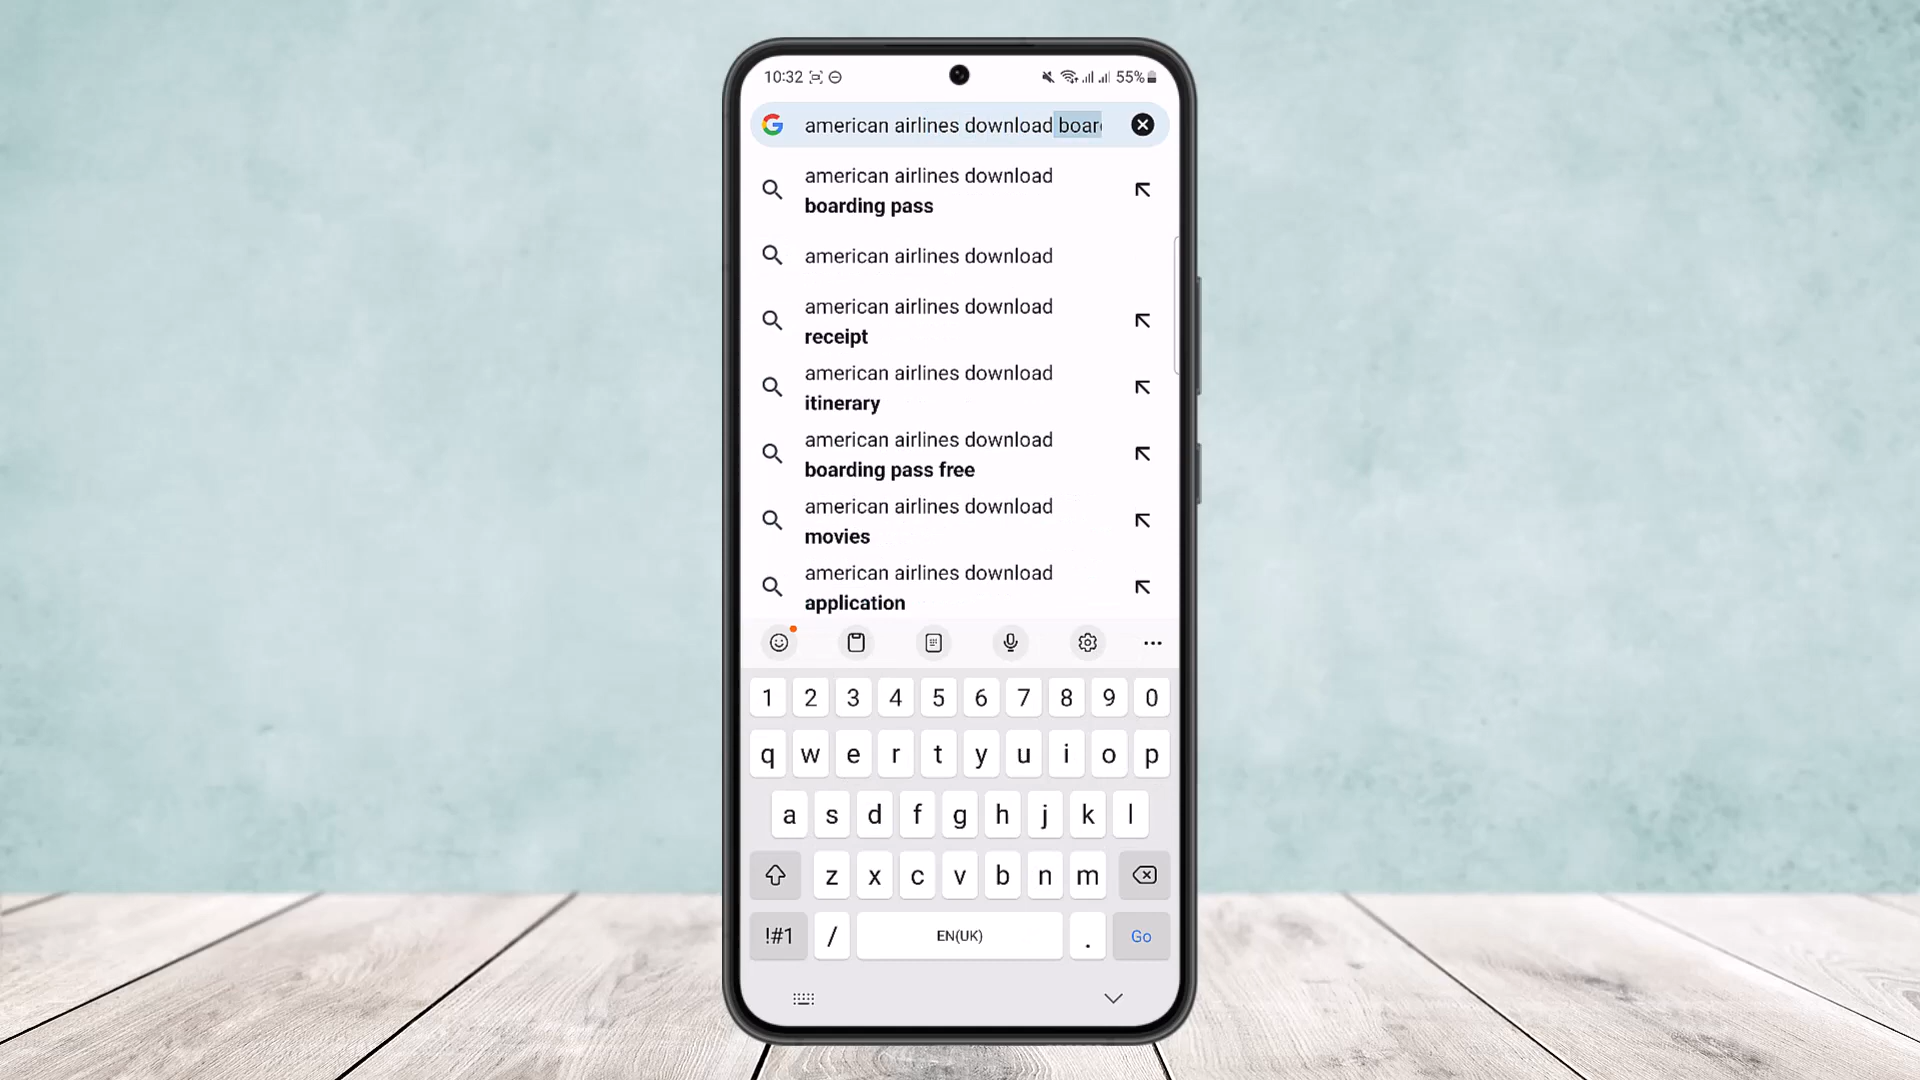 10:32
55%
american airlines download boar
american airlines download
boarding pass
american airlines download
american airlines download
receipt
american airlines download
itinerary
american airlines download
boarding pass free
american airlines download
movies
american airlines download
application
1 2 3 4 5 6 7 8 9 0
q w e r t y u i o p
a s d f g h j k l
z x c v b n m
!#1 / EN(UK) . Go